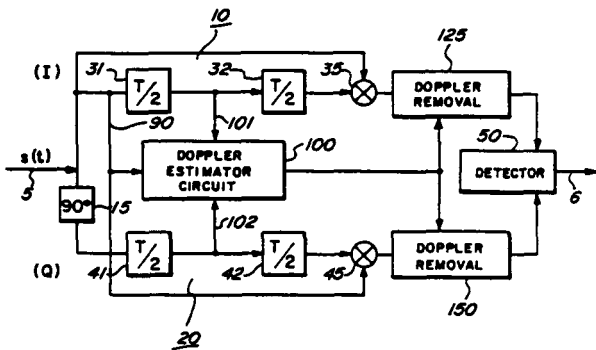 10
125
(I)
31
T/2
32
T/2
35
DOPPLER
REMOVAL
90
101
100
50
s(t)
5
DOPPLER
ESTIMATOR
CIRCUIT
DETECTOR
6
90°
15
102
(Q)
41
T/2
42
T/2
45
DOPPLER
REMOVAL
20
150